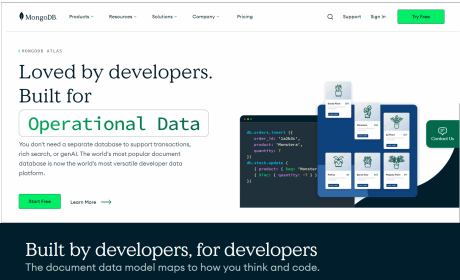 MongoDB.
Products
Resources
Solutions
Company
Pricing
Support
Sign In
Try Free
MONGODB ATLAS
Loved by developers.
Built for
Operational Data
You don't need a separate database to support transactions,
rich search, or genAI. The world's most popular document
database is now the world's most versatile developer data
platform.
Start Free
Learn More
db.orders.insert ({
order_id: "1a2b3c",
product: "Monstera",
quantity: 7
})
db.stock.update (
{ product: { $eq: "Monstera
{ $inc: { quantity: -7 } }
Contact Us
Built by developers, for developers
The document data model maps to how you think and code.